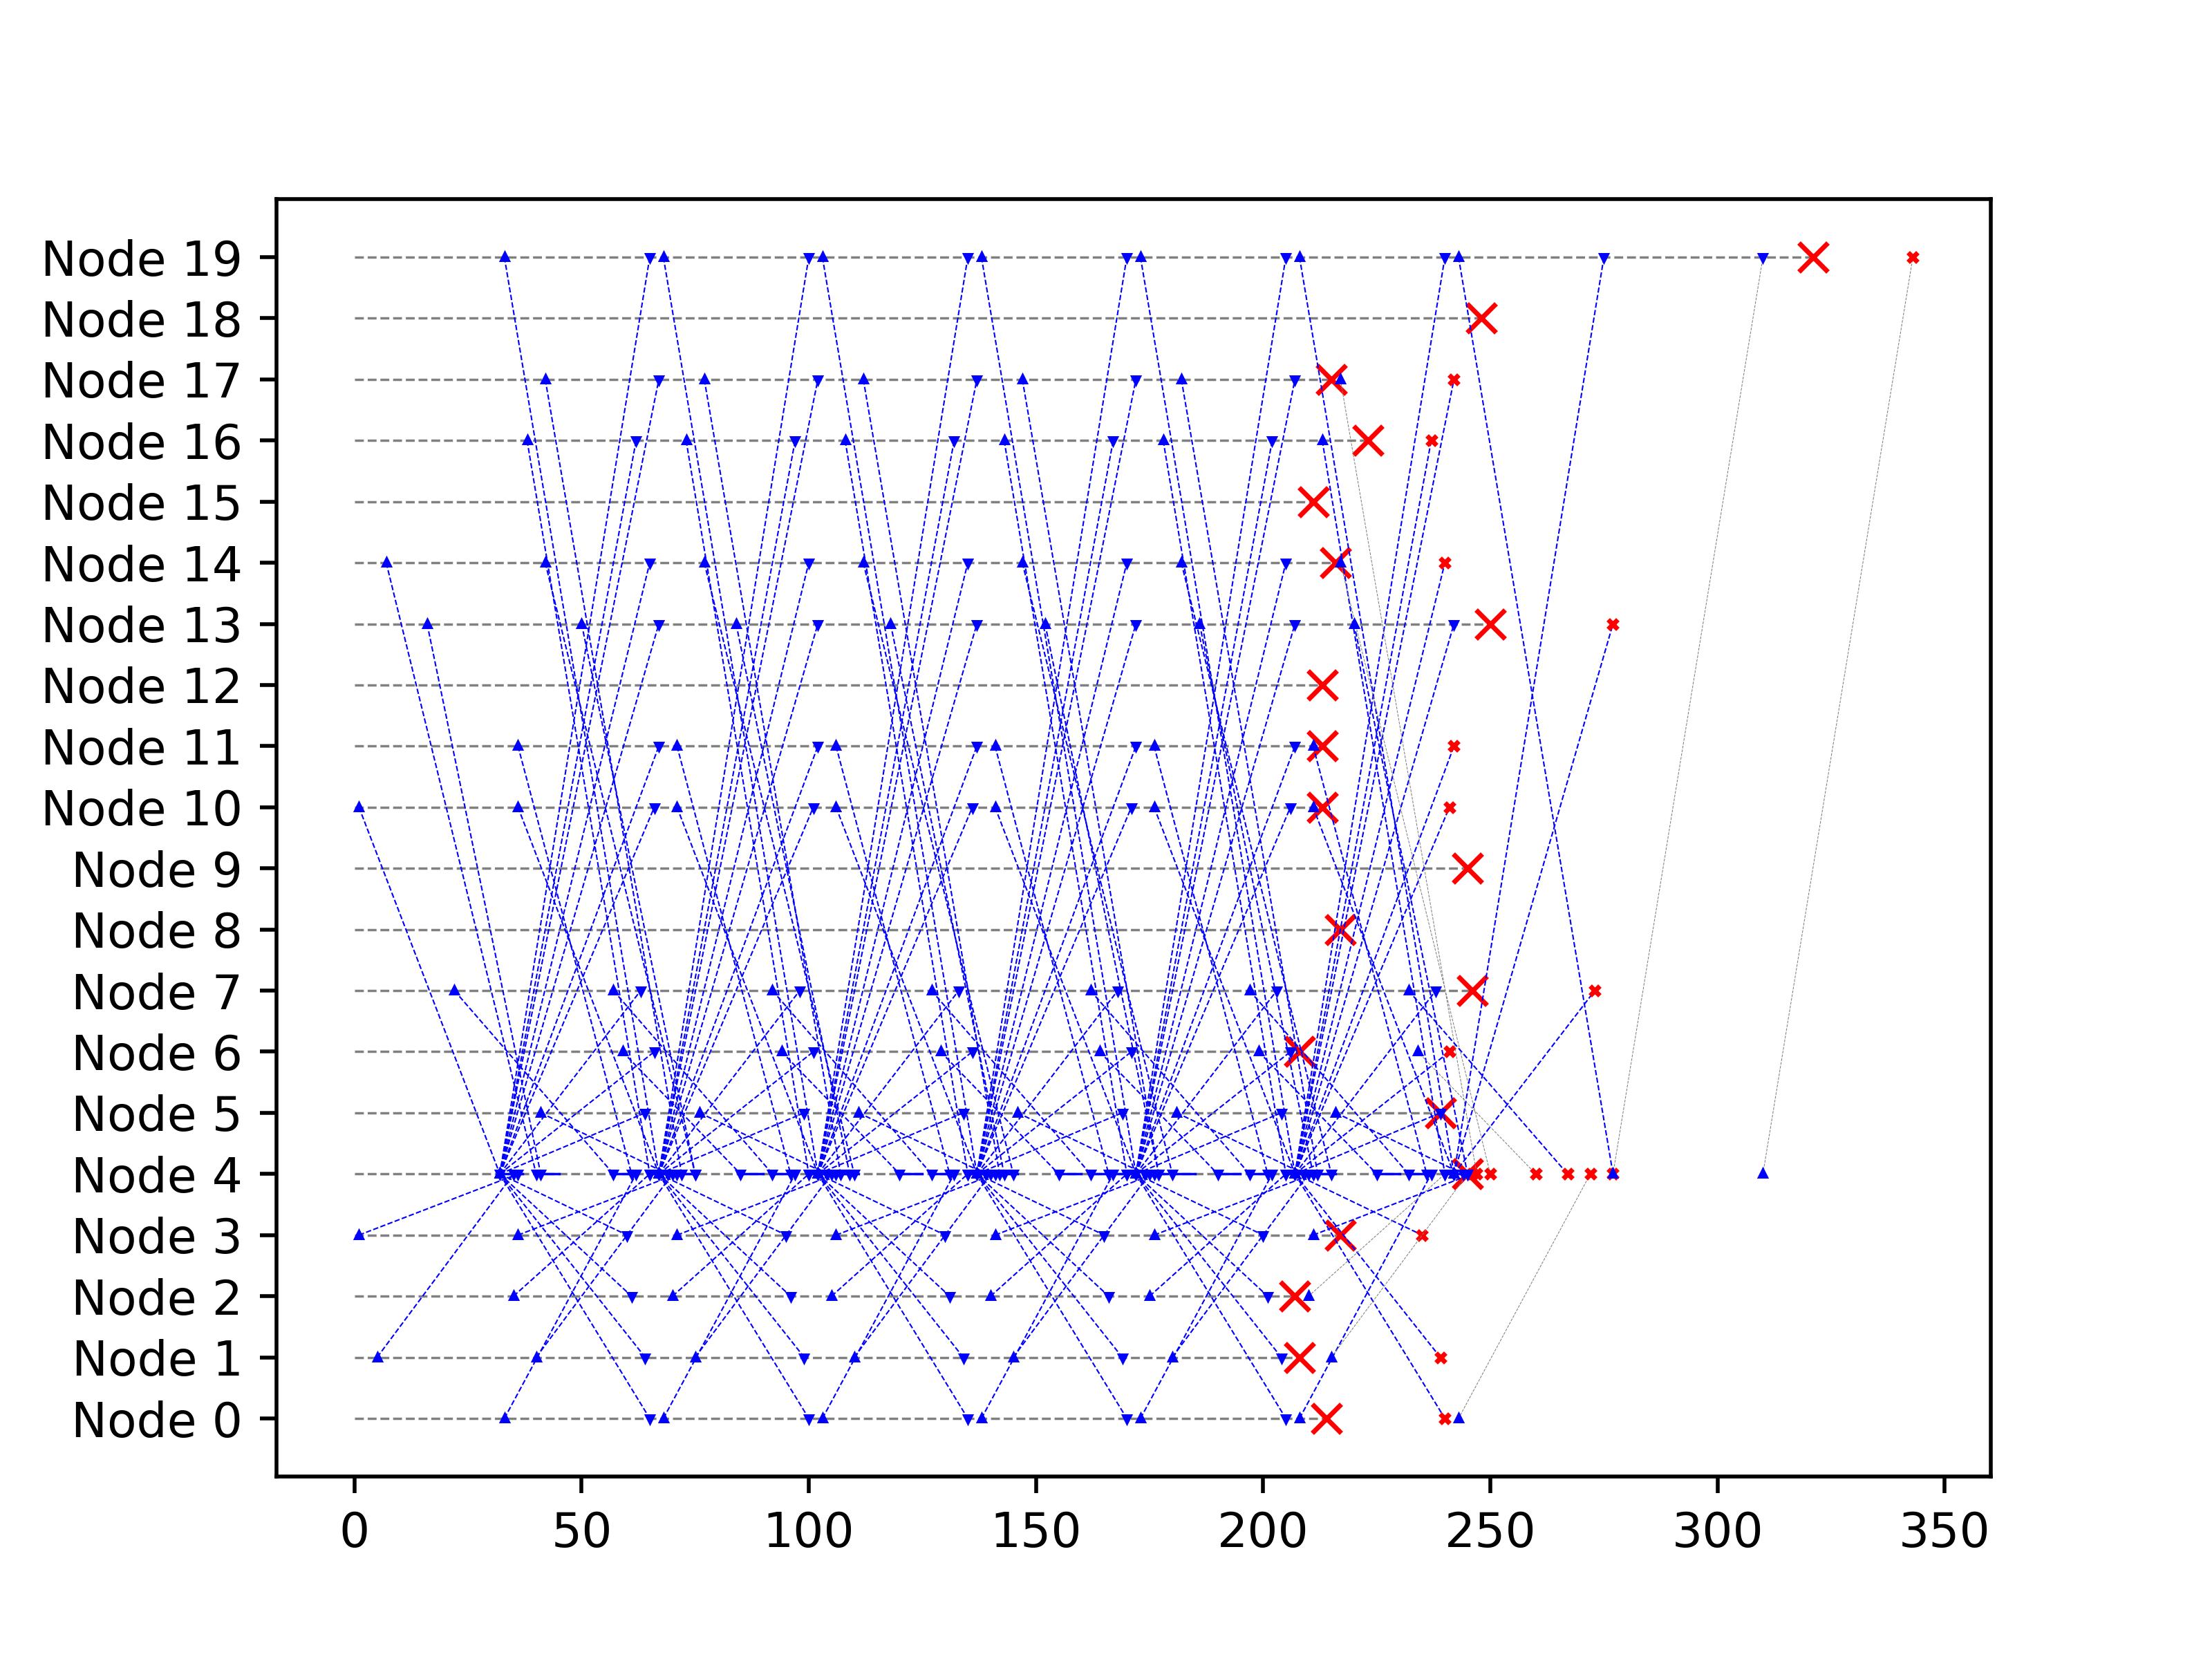 Node 19
Node 18
Node 17
Node 16
Node 15
Node 14
Node 13
Node 12
Node 11
Node 10
Node 9
Node 8
Node 7
Node 6
Node 5
Node 4
Node 3
Node 2
Node 1
Node 0
0 50 100 150 200 250 300 350